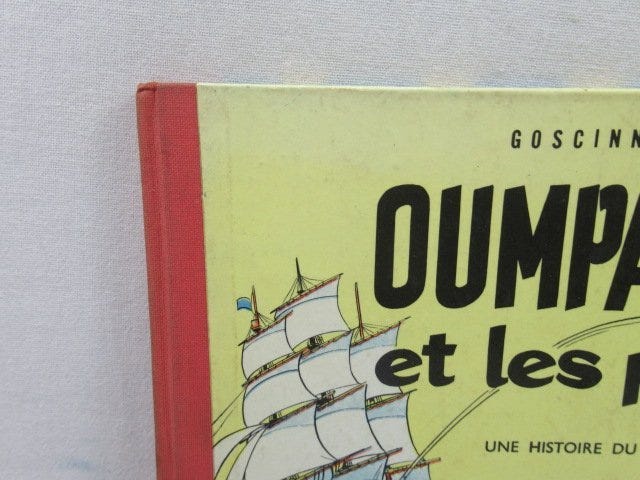 GOSCINN
OUMPA
et les p
UNE HISTOIRE DU